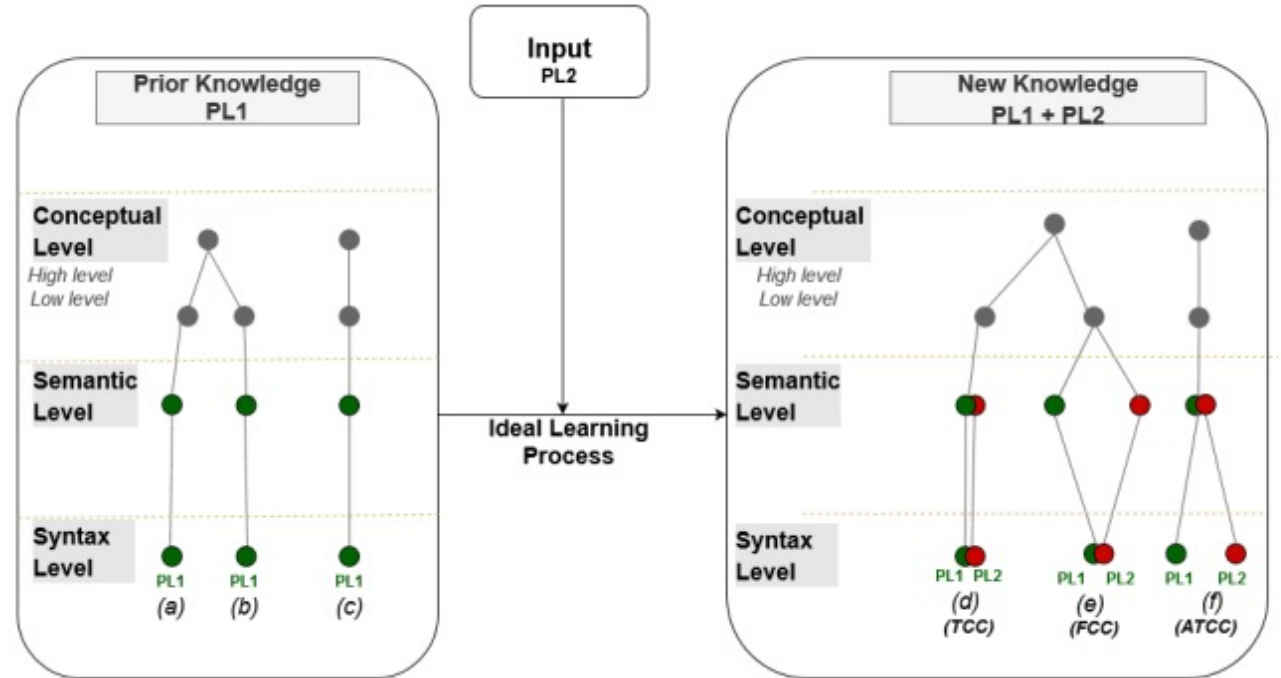 Input
PL2
Prior Knowledge
PL1
New Knowledge
PL1 + PL2
Conceptual
Level
High level
Low level
Semantic
Level
Syntax
Level
PL1
PL1
PL1
(a)
(b)
(c)
Ideal Learning
Process
Conceptual
Level
High level
Low level
Semantic
Level
Syntax
Level
PL1 PL2
PL1 PL2
PL1 PL2
(d)
(TCC)
(e)
(FCC)
(f)
(ATCC)